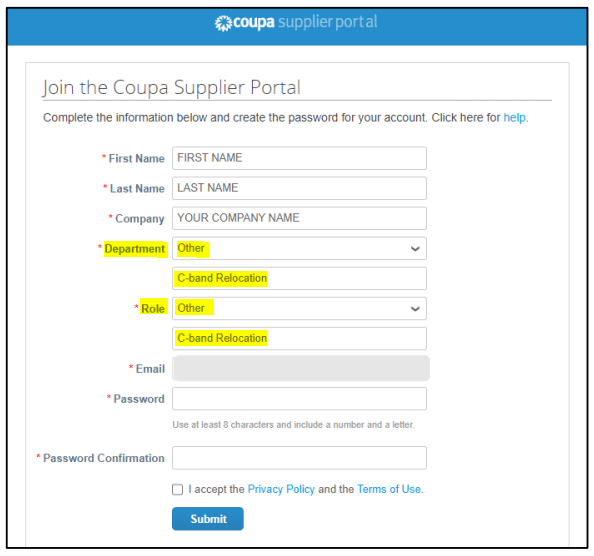 coupa supplier portal
Join the Coupa Supplier Portal
Complete the information below and create the password for your account. Click here for help.
* First Name FIRST NAME
* Last Name LAST NAME
* Company YOUR COMPANY NAME
* Department Other
C-band Relocation
* Role Other
C-band Relocation
* Email
* Password
Use at least 8 characters and include a number and a letter.
* Password Confirmation
I accept the Privacy Policy and the Terms of Use.
Submit